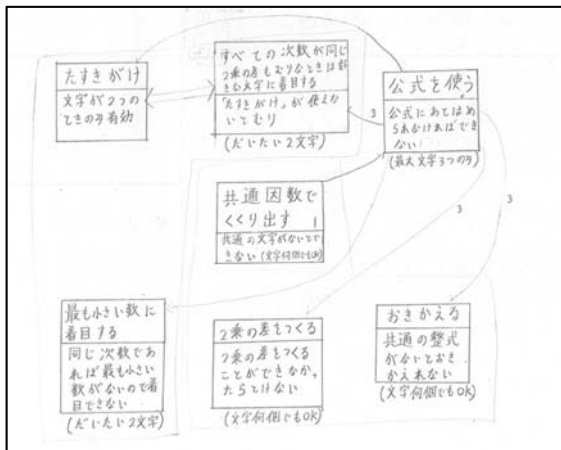 たすきがけ
文字が2つの
ときのみ有効
すべての次数が同じ
2乗の差もむりなときは好
きな文字に着目する
「たすきがけ」が使えな
いとむり
(だいたい2文字)
公式を使う
公式にあてはめ
られなければでき
ない
(最大文字3つのみ)
3
共通因数で
くくり出す 1
共通の文字がないとで
きない(文字何個でもOK)
3
3
最も小さい数に
着目する
同じ次数であ
れば最も小さい
数がないので着
目できない
(だいたい2文字)
2乗の差をつくる
2乗の差をつくる
ことができなかっ
たらとけない
(文字何個でもOK)
おきかえる
共通の整式
がないとおき
かえれない
(文字何個でもOK)